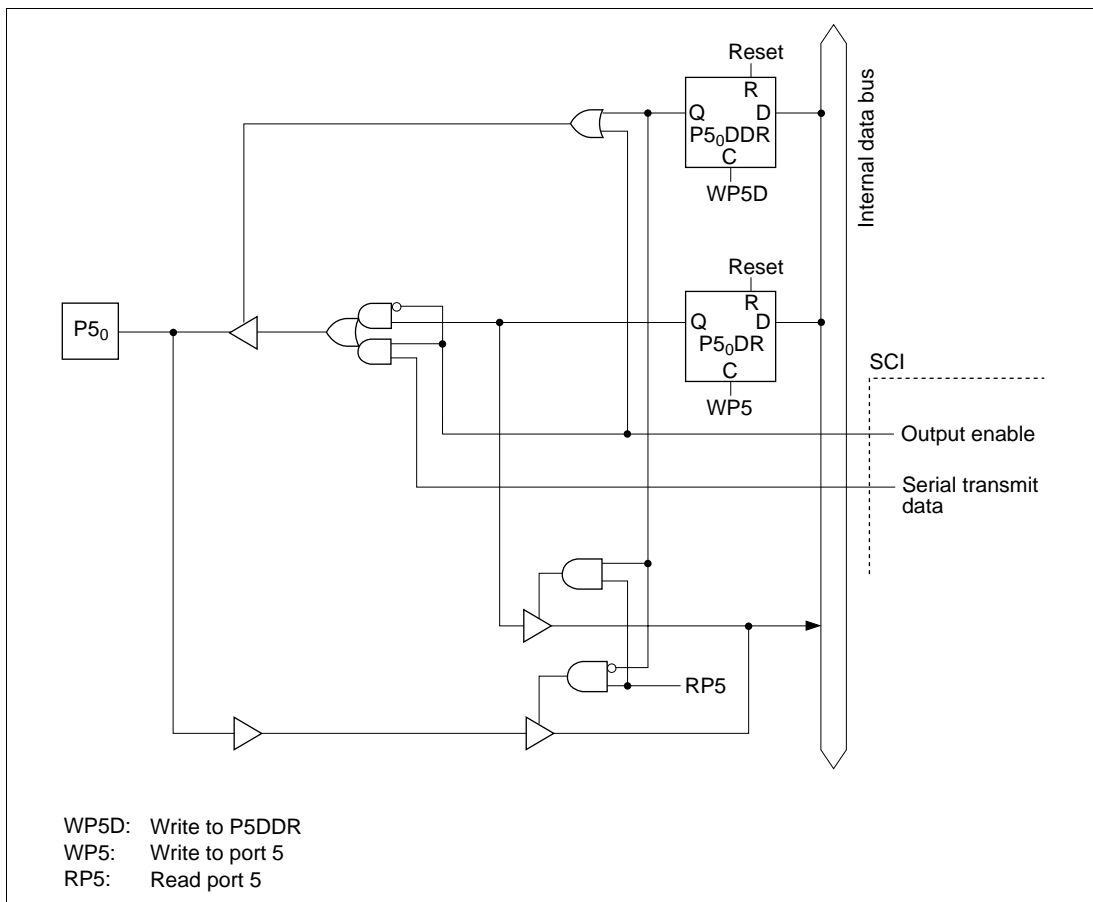 Reset
R
Q D
P5₀DDR
C
WP5D
Internal data bus
Reset
R
Q D
P5₀DR
C
WP5
P5₀
SCI
Output enable
Serial transmit
data
RP5
WP5D: Write to P5DDR
WP5: Write to port 5
RP5: Read port 5